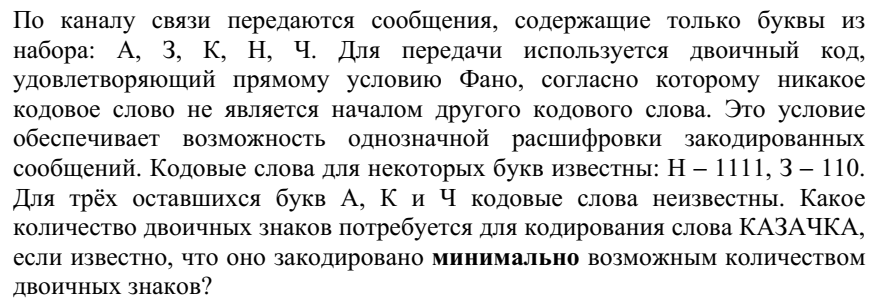 По каналу связи передаются сообщения, содержащие только буквы из
набора: А, З, К, Н, Ч. Для передачи используется двоичный код,
удовлетворяющий прямому условию Фано, согласно которому никакое
кодовое слово не является началом другого кодового слова. Это условие
обеспечивает возможность однозначной расшифровки закодированных
сообщений. Кодовые слова для некоторых букв известны: Н – 1111, З – 110.
Для трёх оставшихся букв А, К и Ч кодовые слова неизвестны. Какое
количество двоичных знаков потребуется для кодирования слова КАЗАЧКА,
если известно, что оно закодировано минимально возможным количеством
двоичных знаков?